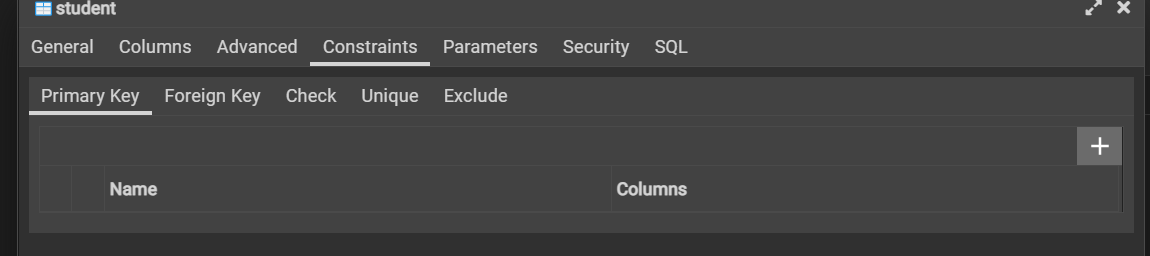 student
General Columns Advanced Constraints Parameters Security SQL
Primary Key Foreign Key Check Unique Exclude
Name Columns